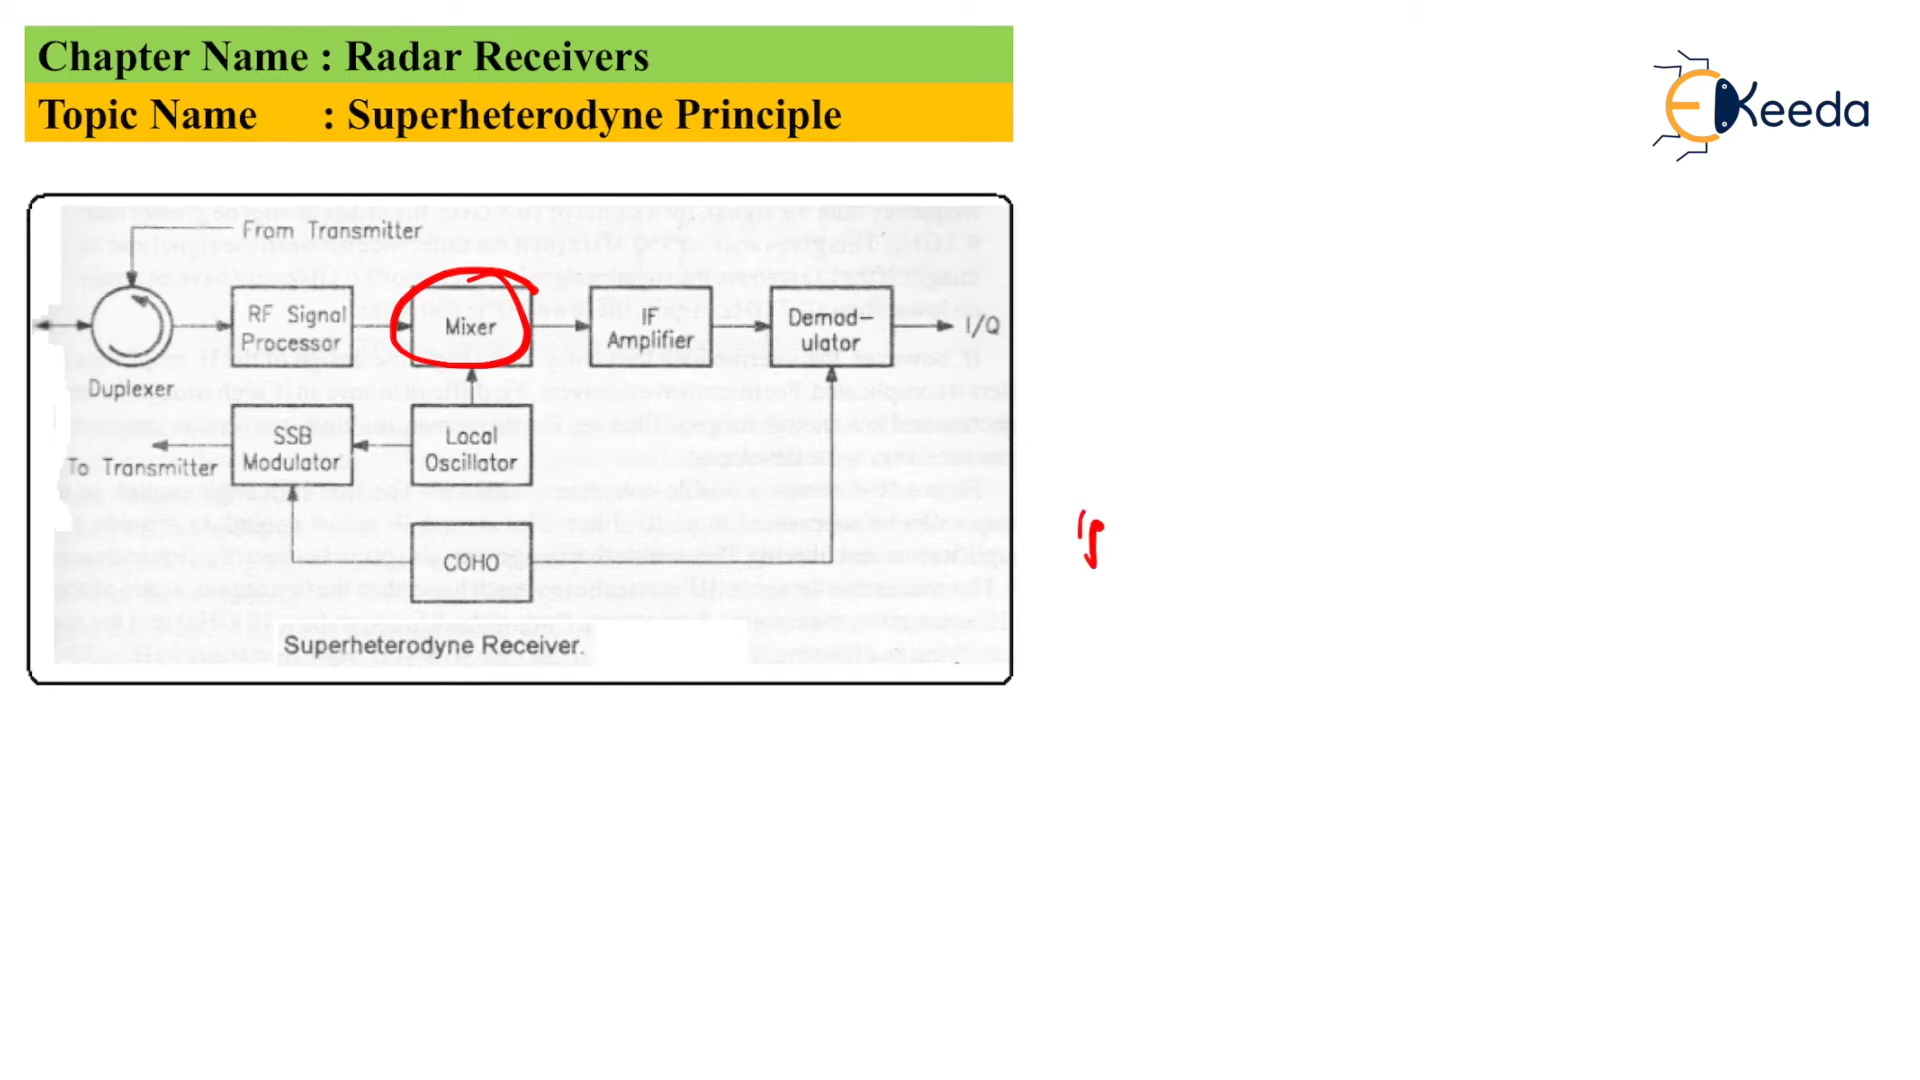 Chapter Name : Radar Receivers
Topic Name : Superheterodyne Principle
EKeeda
From Transmitter
RF Signal
Processor
Mixer
IF
Amplifier
Demod-
ulator
I/Q
Duplexer
SSB
Modulator
Local
Oscillator
To Transmitter
COHO
Superheterodyne Receiver.